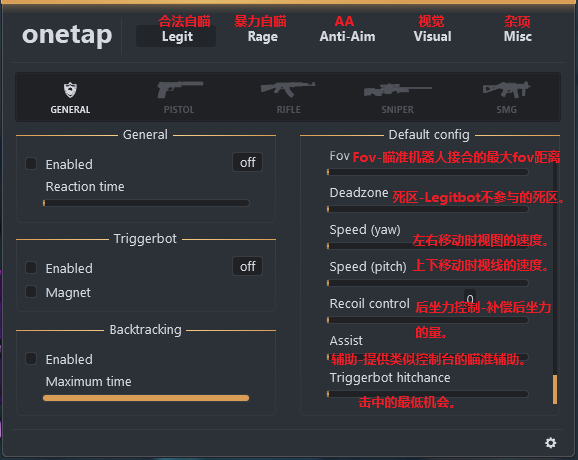 合法自瞄 暴力自瞄 AA 视觉 杂项
onetap Legit Rage Anti-Aim Visual Misc
GENERAL PISTOL RIFLE SNIPER SMG
General
Enabled off
Reaction time
Triggerbot
Enabled off
Magnet
Backtracking
Enabled
Maximum time
Default config
Fov Fov-瞄准机器人接合的最大fov距离
Deadzone
死区-Legitbot不参与的死区。
Speed (yaw)
左右移动时视图的速度。
Speed (pitch) 上下移动时视线的速度。
Recoil control 0
后坐力控制-补偿后坐力
的量。
Assist
辅助-提供类似控制台的瞄准辅助。
Triggerbot hitchance
击中的最低机会。